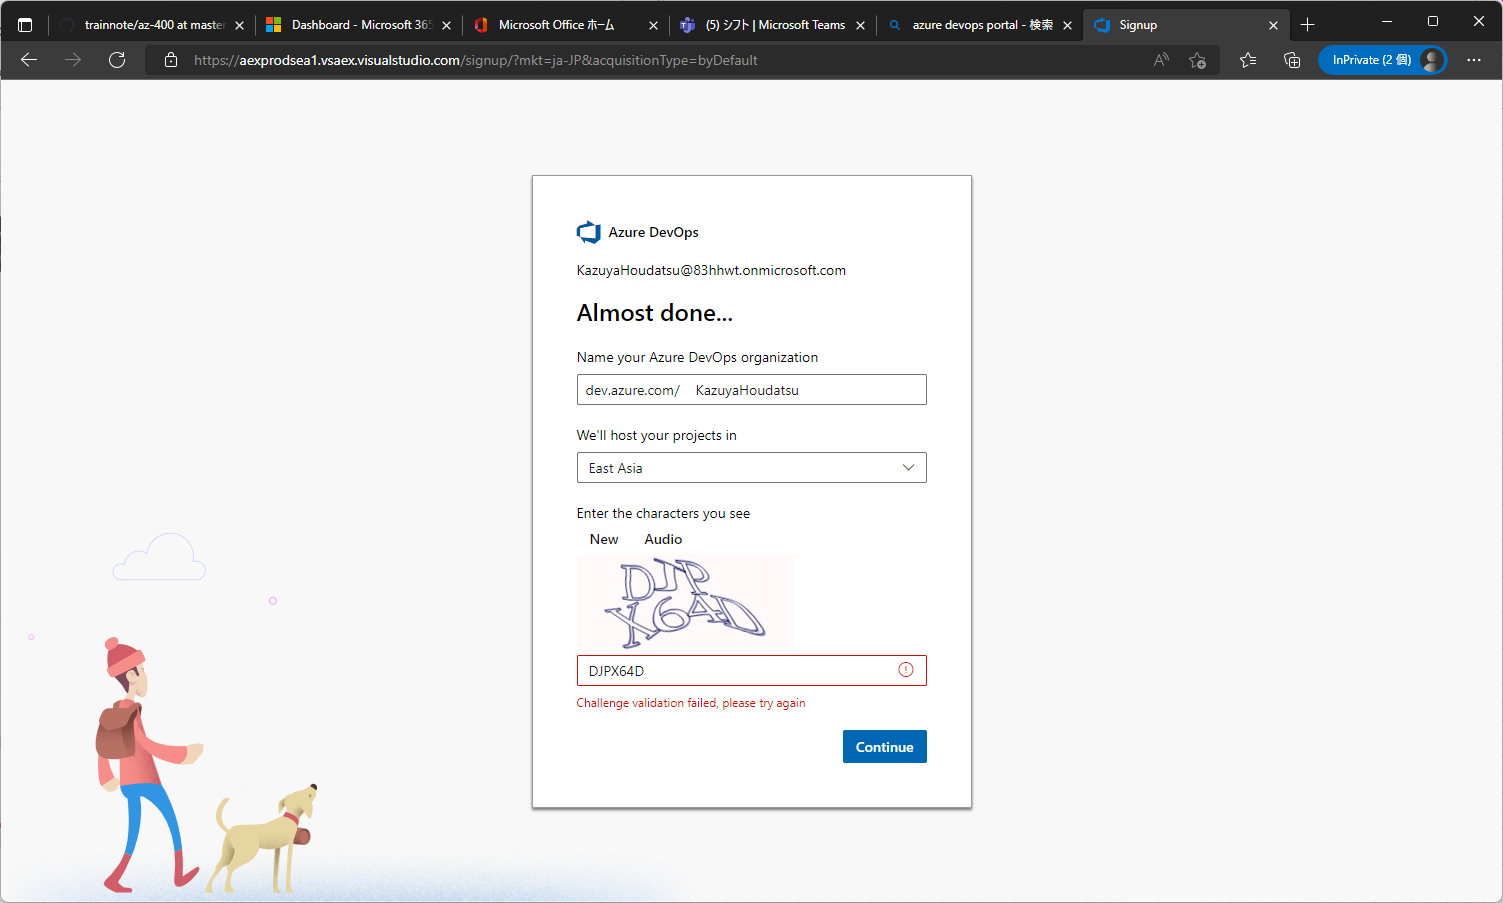 trainnote/az-400 at master
Dashboard - Microsoft 365
Microsoft Office ホーム
(5) シフト | Microsoft Teams
azure devops portal - 検索
Signup
https://aexprodsea1.vsaex.visualstudio.com/signup/?mkt=ja-JP&acquisitionType=byDefault
InPrivate (2 個)
Azure DevOps
KazuyaHoudatsu@83hhwt.onmicrosoft.com
Almost done...
Name your Azure DevOps organization
dev.azure.com/ KazuyaHoudatsu
We'll host your projects in
East Asia
Enter the characters you see
New Audio
DJP
X64D
DJPX64D
Challenge validation failed, please try again
Continue